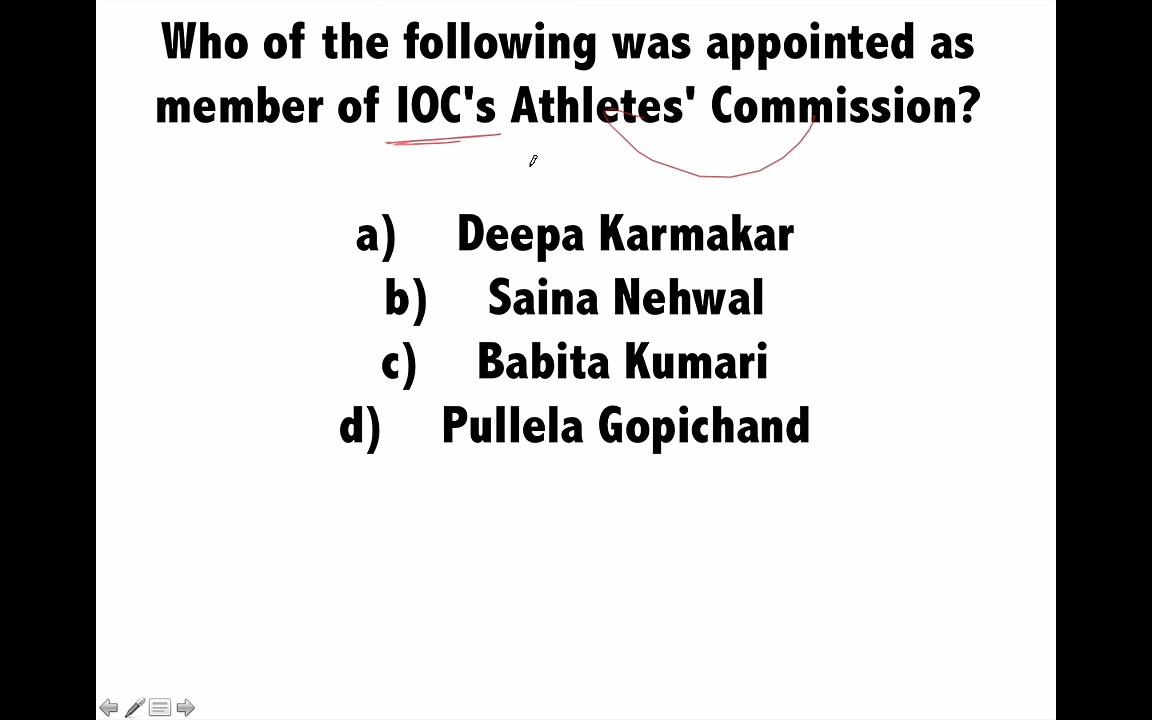 Who of the following was appointed as
member of IOC's Athletes' Commission?
a) Deepa Karmakar
b) Saina Nehwal
c) Babita Kumari
d) Pullela Gopichand